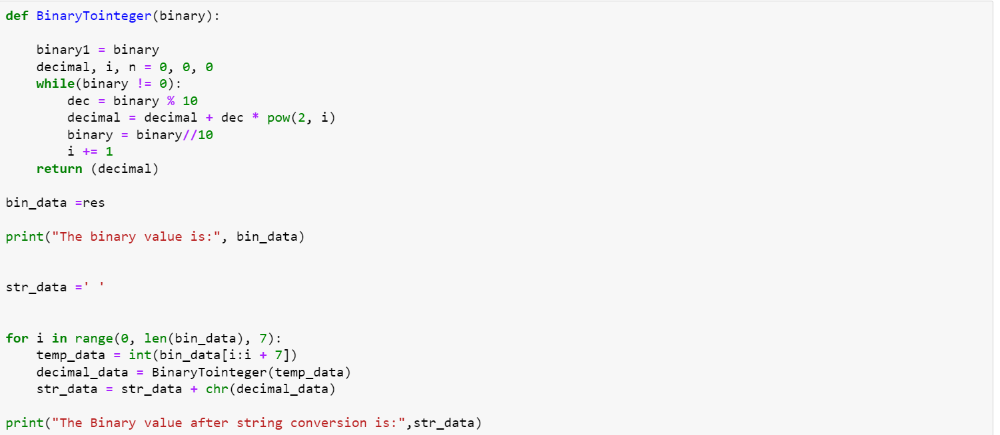 def BinaryTointeger(binary):
    binary1 = binary
    decimal, i, n = 0, 0, 0
    while(binary != 0):
        dec = binary % 10
        decimal = decimal + dec * pow(2, i)
        binary = binary//10
        i += 1
    return (decimal)
bin_data =res
print("The binary value is:", bin_data)
str_data =' '
for i in range(0, len(bin_data), 7):
    temp_data = int(bin_data[i:i + 7])
    decimal_data = BinaryTointeger(temp_data)
    str_data = str_data + chr(decimal_data)
print("The Binary value after string conversion is:",str_data)